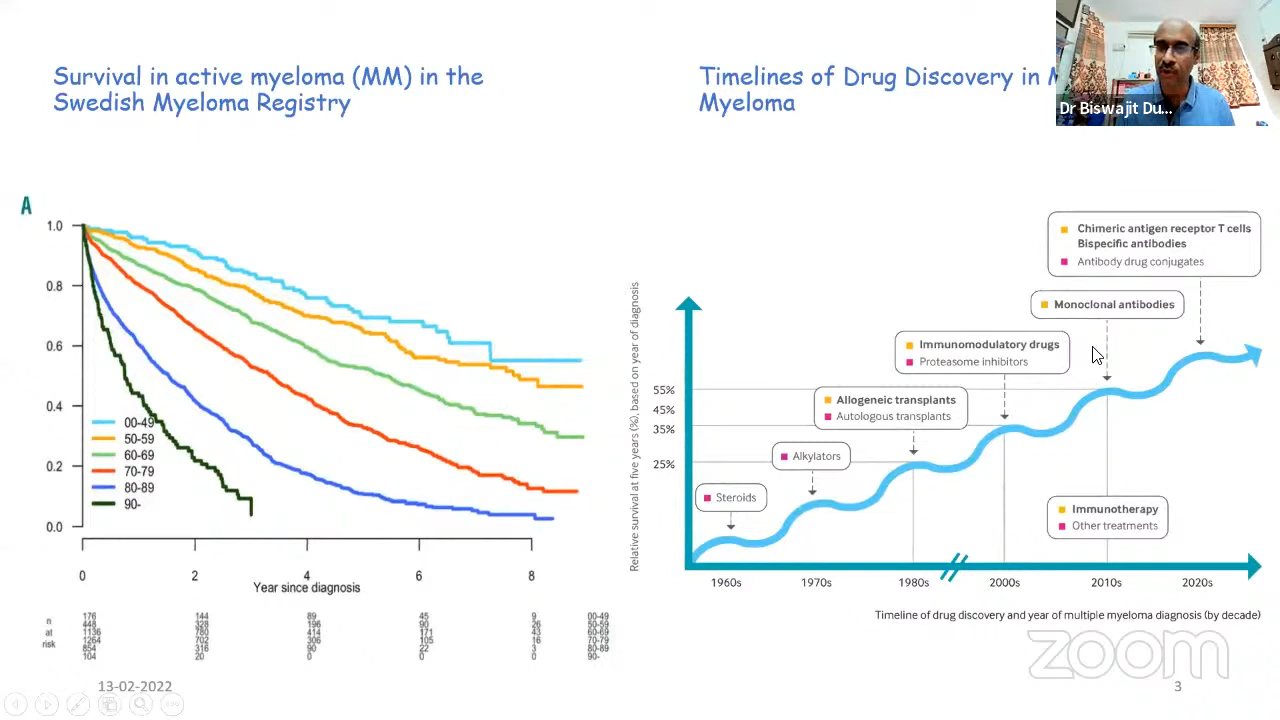 Survival in active myeloma (MM) in the
Swedish Myeloma Registry
A
1.0
0.8
0.6
0.4
0.2
0.0
00-49
50-59
60-69
70-79
80-89
90-
0 2 4 6 8
Year since diagnosis
n
at
risk
176 144 89 45 9 00-49
448 328 196 90 26 50-59
1136 780 414 171 43 60-69
1264 702 306 105 16 70-79
854 316 90 22 3 80-89
104 20 0 0 0 90-
13-02-2022
Timelines of Drug Discovery in
Myeloma
Dr Biswajit Du...
Relative survival at five years (%), based on year of diagnosis
55%
45%
35%
25%
Steroids
Alkylators
Allogeneic transplants
Autologous transplants
Immunomodulatory drugs
Proteasome inhibitors
Monoclonal antibodies
Chimeric antigen receptor T cells
Bispecific antibodies
Antibody drug conjugates
Immunotherapy
Other treatments
1960s 1970s 1980s 2000s 2010s 2020s
Timeline of drug discovery and year of multiple myeloma diagnosis (by decade)
zoom
3